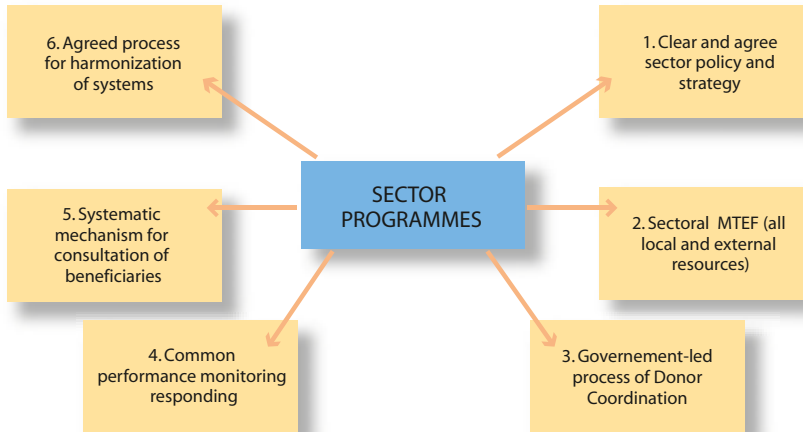 6. Agreed process
for harmonization
of systems
1. Clear and agree
sector policy and
strategy
SECTOR
PROGRAMMES
5. Systematic
mechanism for
consultation of
beneficiaries
2. Sectoral MTEF (all
local and external
resources)
4. Common
performance monitoring
responding
3. Governement-led
process of Donor
Coordination